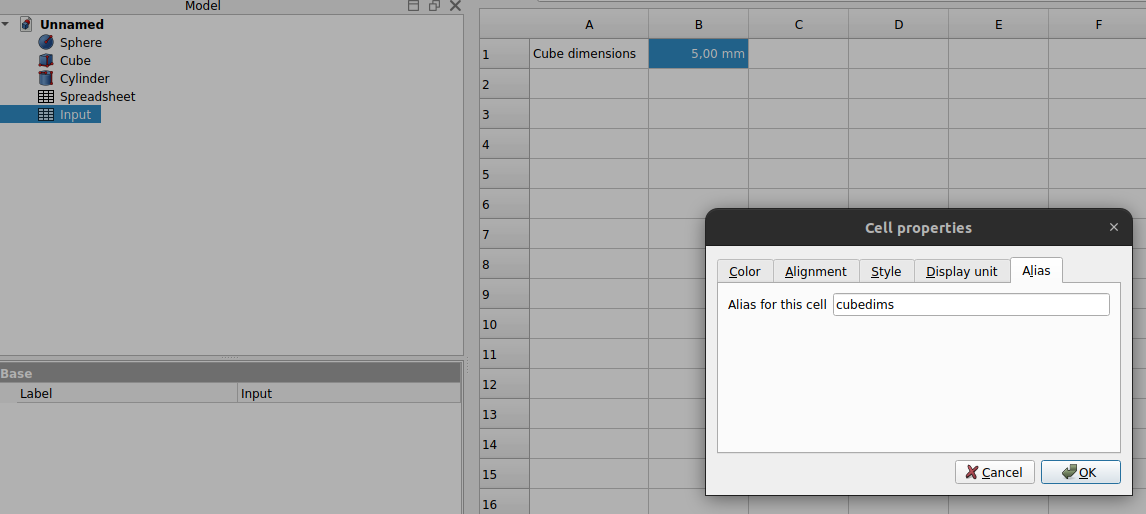 Model
Unnamed
Sphere
Cube
Cylinder
Spreadsheet
Input
Base
Label Input
A B C D E F
1 Cube dimensions 5,00 mm
2
3
4
5
6
7
8
9
10
11
12
13
14
15
16
Cell properties
Color Alignment Style Display unit Alias
Alias for this cell cubedims
Cancel OK